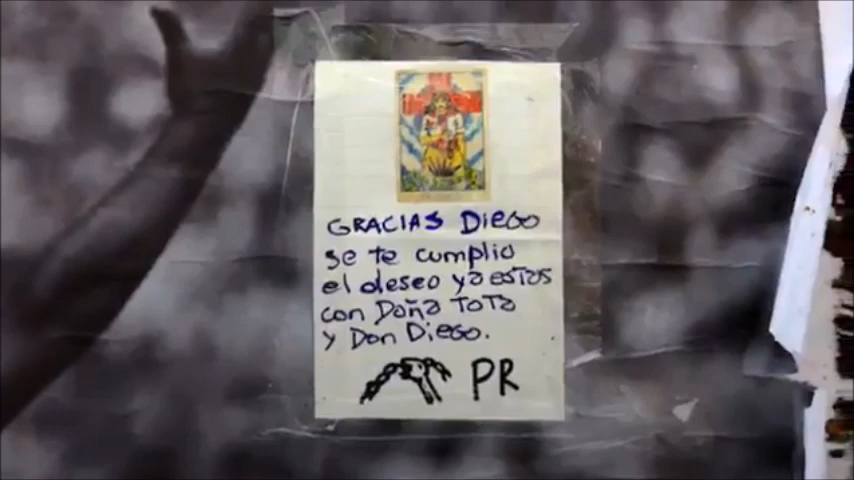 GRACIAS DIEGO
se te cumplio
el deseo ya estas
con Doña Tota
y Don Diego.
PR